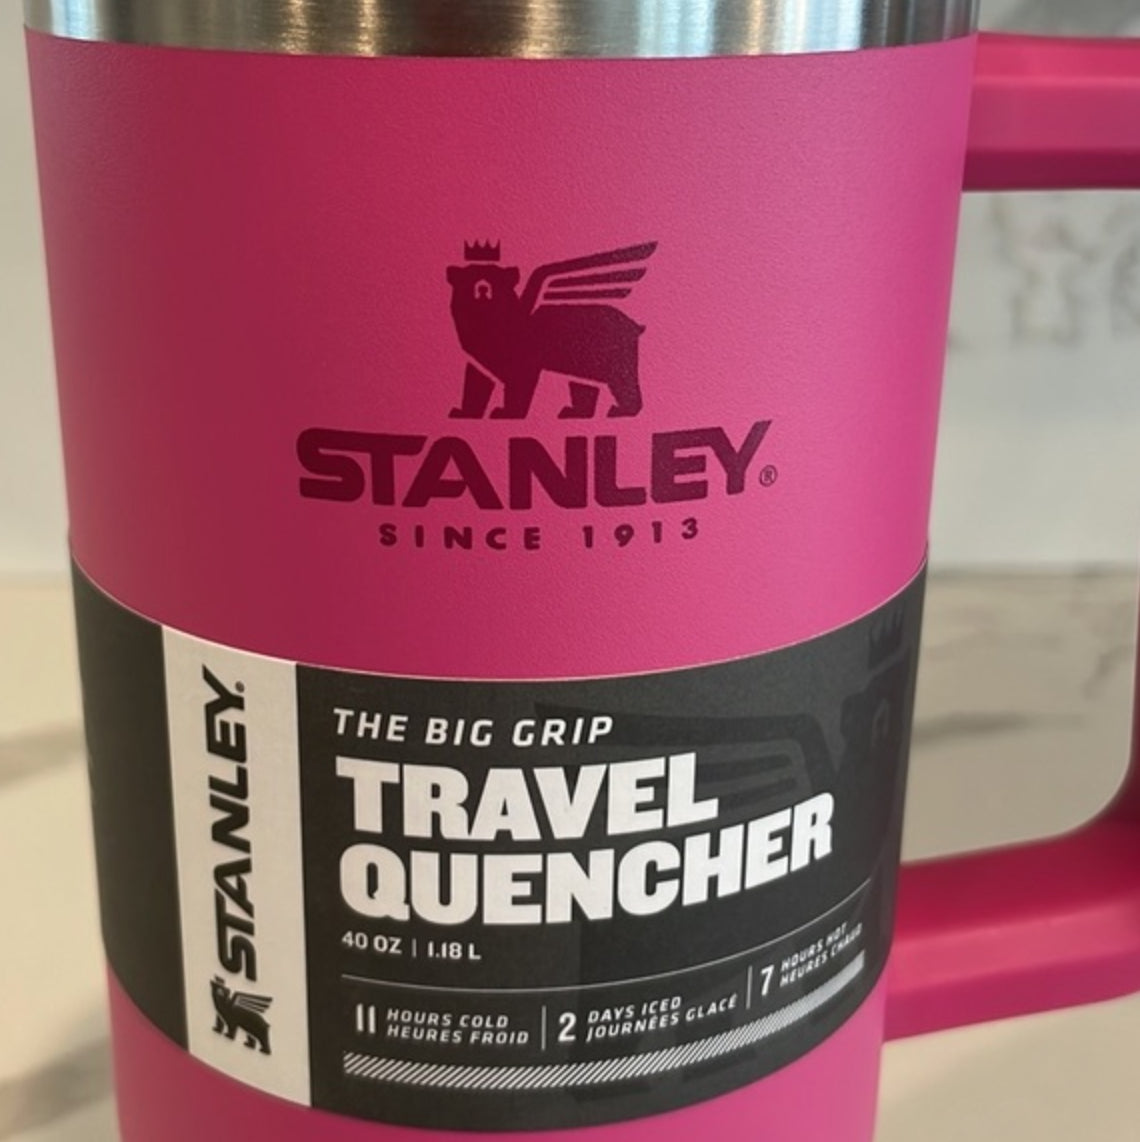 STANLEY®
SINCE 1913
STANLEY®
THE BIG GRIP
TRAVEL
QUENCHER
40 OZ | 1.18 L
11 HOURS COLD
HEURES FROID
2 DAYS ICED
JOURNÉES GLACÉ
7 HOURS HOT
HEURES CHAUD